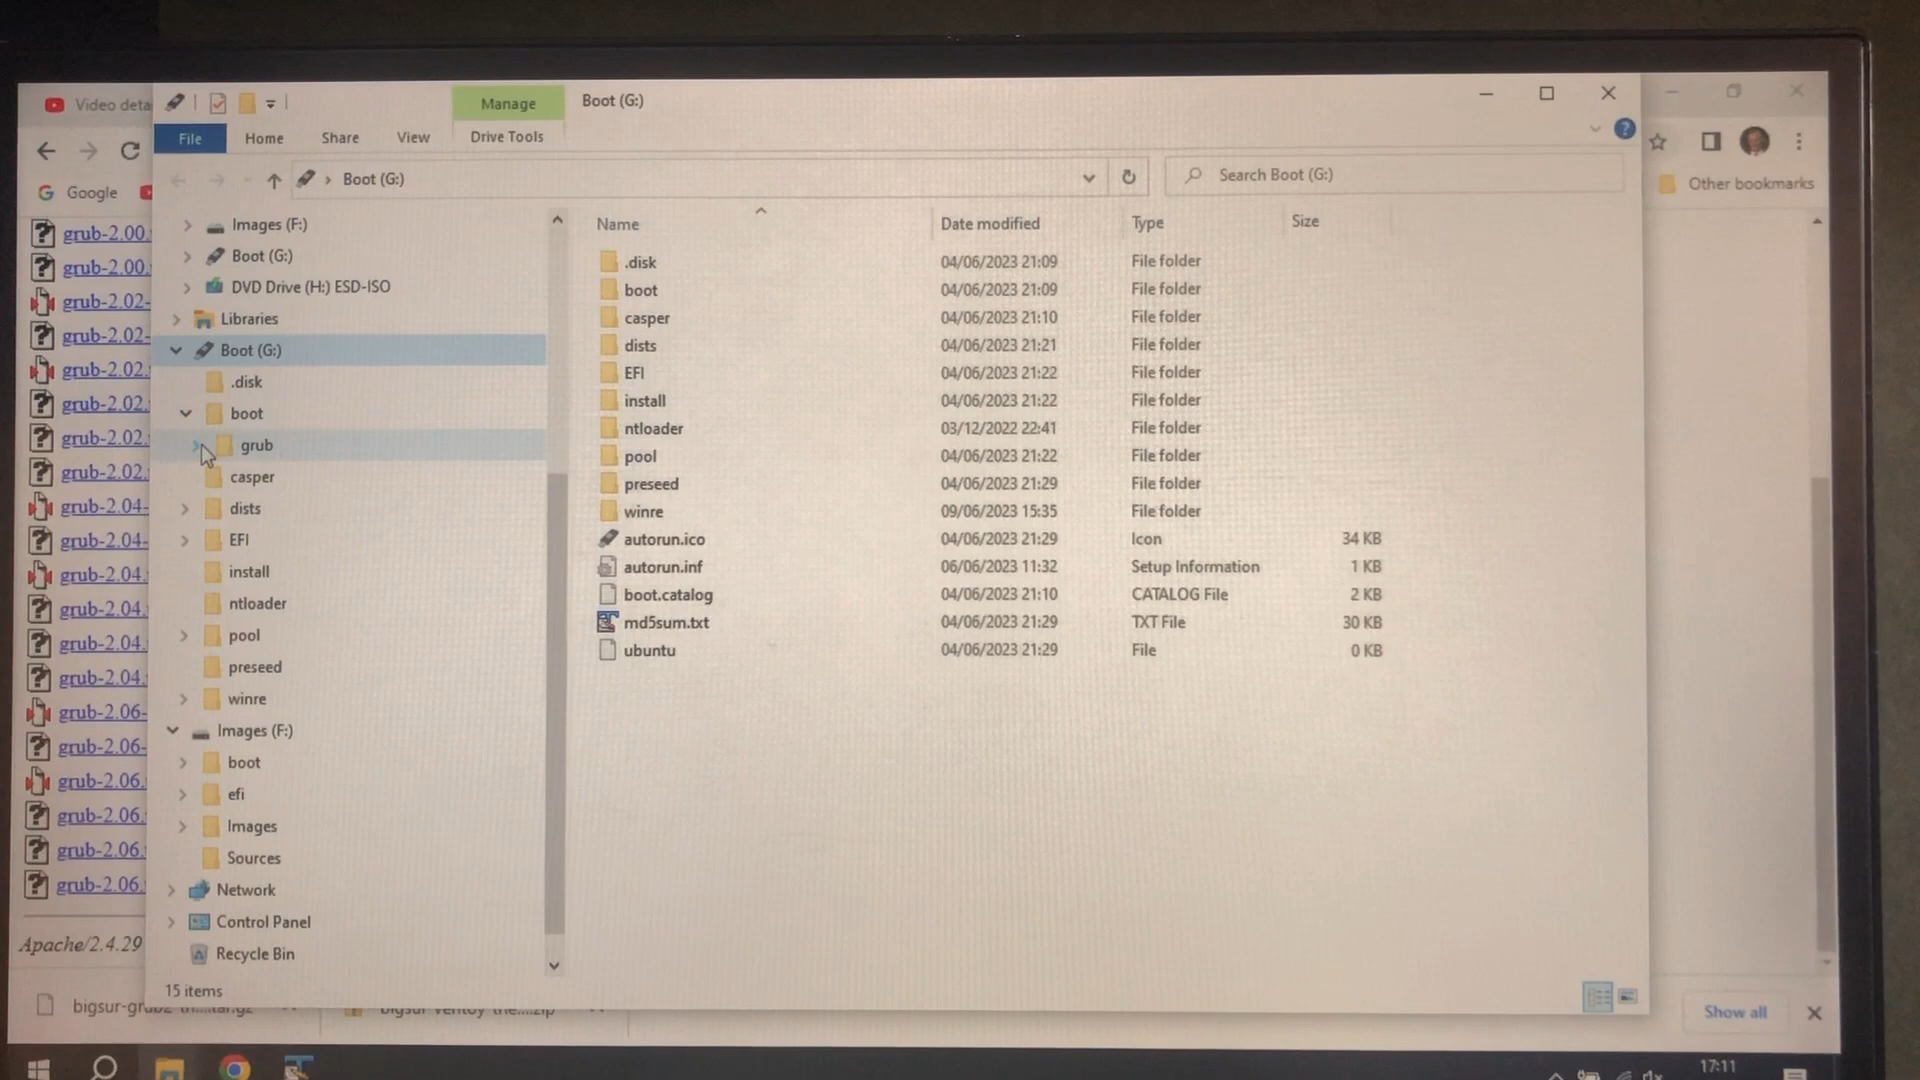 Video deta
Manage
Boot (G:)
File
Home
Share
View
Drive Tools
Boot (G:)
Search Boot (G:)
Google
Other bookmarks
grub-2.00.
grub-2.00.
grub-2.02-
grub-2.02-
grub-2.02.
grub-2.02.
grub-2.02.
grub-2.02.
grub-2.04-
grub-2.04-
grub-2.04.
grub-2.04.
grub-2.04.
grub-2.04.
grub-2.06-
grub-2.06-
grub-2.06.
grub-2.06.
grub-2.06.
grub-2.06.
Apache/2.4.29
Images (F:)
Boot (G:)
DVD Drive (H:) ESD-ISO
Libraries
Boot (G:)
.disk
boot
grub
casper
dists
EFI
install
ntloader
pool
preseed
winre
Images (F:)
boot
efi
Images
Sources
Network
Control Panel
Recycle Bin
Name Date modified Type Size
.disk 04/06/2023 21:09 File folder
boot 04/06/2023 21:09 File folder
casper 04/06/2023 21:10 File folder
dists 04/06/2023 21:21 File folder
EFI 04/06/2023 21:22 File folder
install 04/06/2023 21:22 File folder
ntloader 03/12/2022 22:41 File folder
pool 04/06/2023 21:22 File folder
preseed 04/06/2023 21:29 File folder
winre 09/06/2023 15:35 File folder
autorun.ico 04/06/2023 21:29 Icon 34 KB
autorun.inf 06/06/2023 11:32 Setup Information 1 KB
boot.catalog 04/06/2023 21:10 CATALOG File 2 KB
md5sum.txt 04/06/2023 21:29 TXT File 30 KB
ubuntu 04/06/2023 21:29 File 0 KB
15 items
Show all
17:11